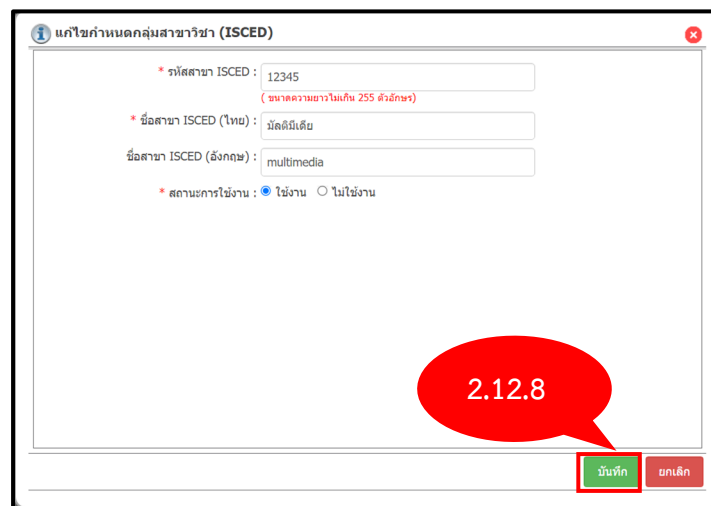 แก้ไขกำหนดกลุ่มสาขาวิชา (ISCED)
* รหัสสาขา ISCED : 12345
( ขนาดความยาวไม่เกิน 255 ตัวอักษร)
* ชื่อสาขา ISCED (ไทย) : มัลติมีเดีย
ชื่อสาขา ISCED (อังกฤษ) : multimedia
* สถานะการใช้งาน : ใช้งาน ไม่ใช้งาน
2.12.8
บันทึก ยกเลิก